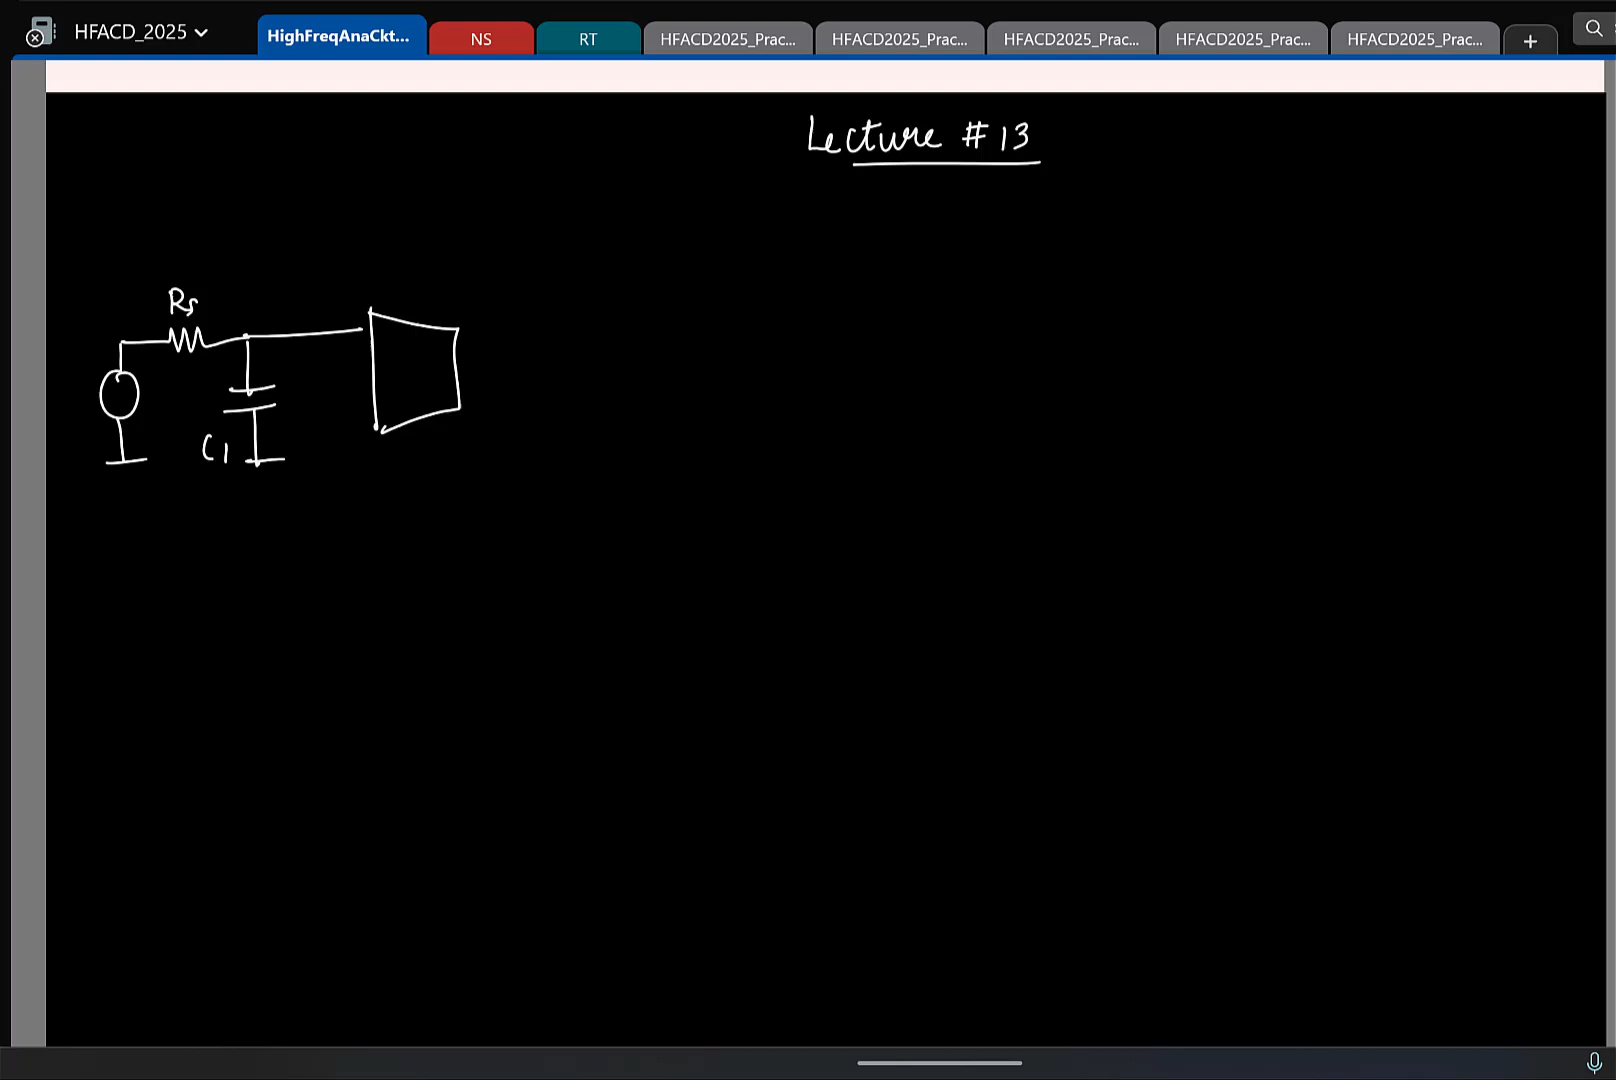 HFACD_2025
HighFreqAnaCkt... NS RT HFACD2025_Prac... HFACD2025_Prac... HFACD2025_Prac... HFACD2025_Prac... HFACD2025_Prac... +
Lecture # 13
Rs
C1